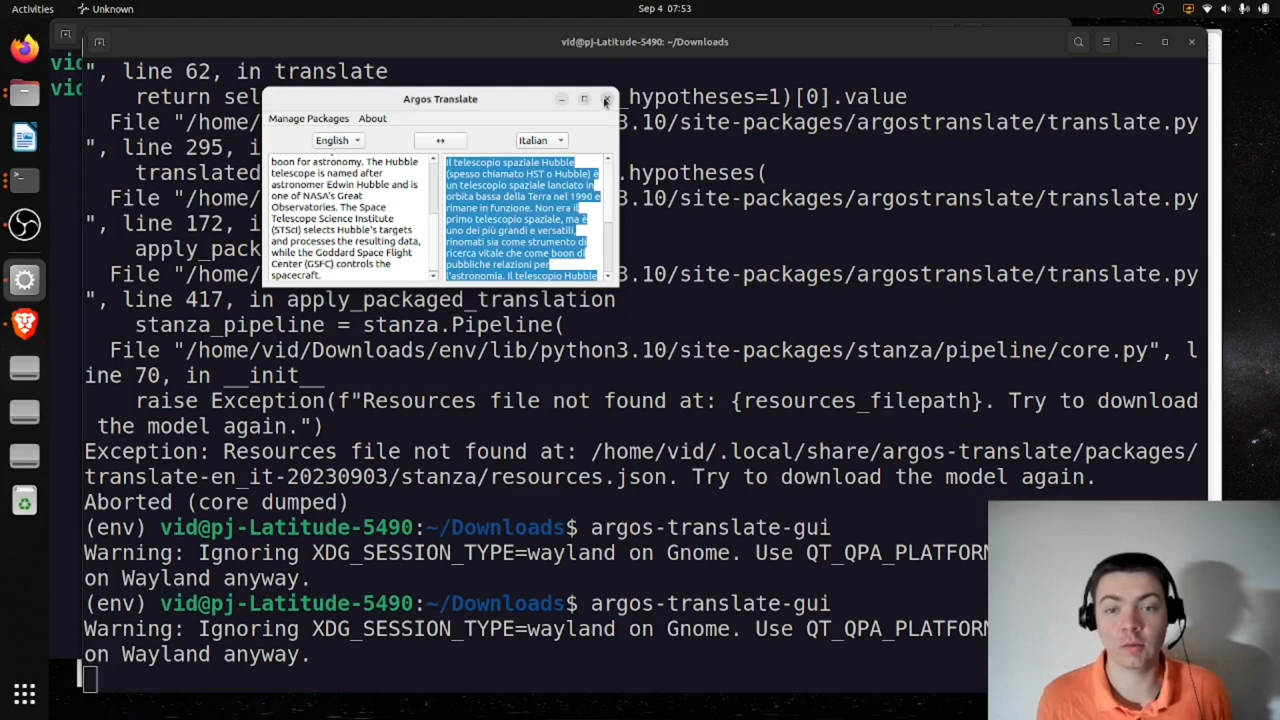 Activities
Unknown
Sep 4 07:53
vid@pj-Latitude-5490: ~/Downloads
vid
vid
", line 62, in translate
return sel
_hypotheses=1)[0].value
File "/home/
3.10/site-packages/argostranslate/translate.py
", line 295, i
translated
.hypotheses(
File "/home/
3.10/site-packages/argostranslate/translate.py
", line 172,
apply_pack
File "/home/
3.10/site-packages/argostranslate/translate.py
", line 417, in apply_packaged_translation
stanza_pipeline = stanza.Pipeline(
File "/home/vid/Downloads/env/lib/python3.10/site-packages/stanza/pipeline/core.py", l
ine 70, in __init__
raise Exception(f"Resources file not found at: {resources_filepath}. Try to download
the model again.")
Exception: Resources file not found at: /home/vid/.local/share/argos-translate/packages/
translate-en_it-20230903/stanza/resources.json. Try to download the model again.
Aborted (core dumped)
(env) vid@pj-Latitude-5490:~/Downloads$ argos-translate-gui
Warning: Ignoring XDG_SESSION_TYPE=wayland on Gnome. Use QT_QPA_PLATFORM
on Wayland anyway.
(env) vid@pj-Latitude-5490:~/Downloads$ argos-translate-gui
Warning: Ignoring XDG_SESSION_TYPE=wayland on Gnome. Use QT_QPA_PLATFORM
on Wayland anyway.
Argos Translate
Manage Packages About
English
↔
Italian
boon for astronomy. The Hubble
telescope is named after
astronomer Edwin Hubble and is
one of NASA's Great
Observatories. The Space
Telescope Science Institute
(STScI) selects Hubble's targets
and processes the resulting data,
while the Goddard Space Flight
Center (GSFC) controls the
spacecraft.
Il telescopio spaziale Hubble
(spesso chiamato HST o Hubble) è
un telescopio spaziale lanciato in
orbita bassa della Terra nel 1990 e
rimane in funzione. Non era il
primo telescopio spaziale, ma è
uno dei più grandi e versatili,
rinomati sia come strumento di
ricerca vitale che come boon di
pubbliche relazioni per
l'astronomia. Il telescopio Hubble